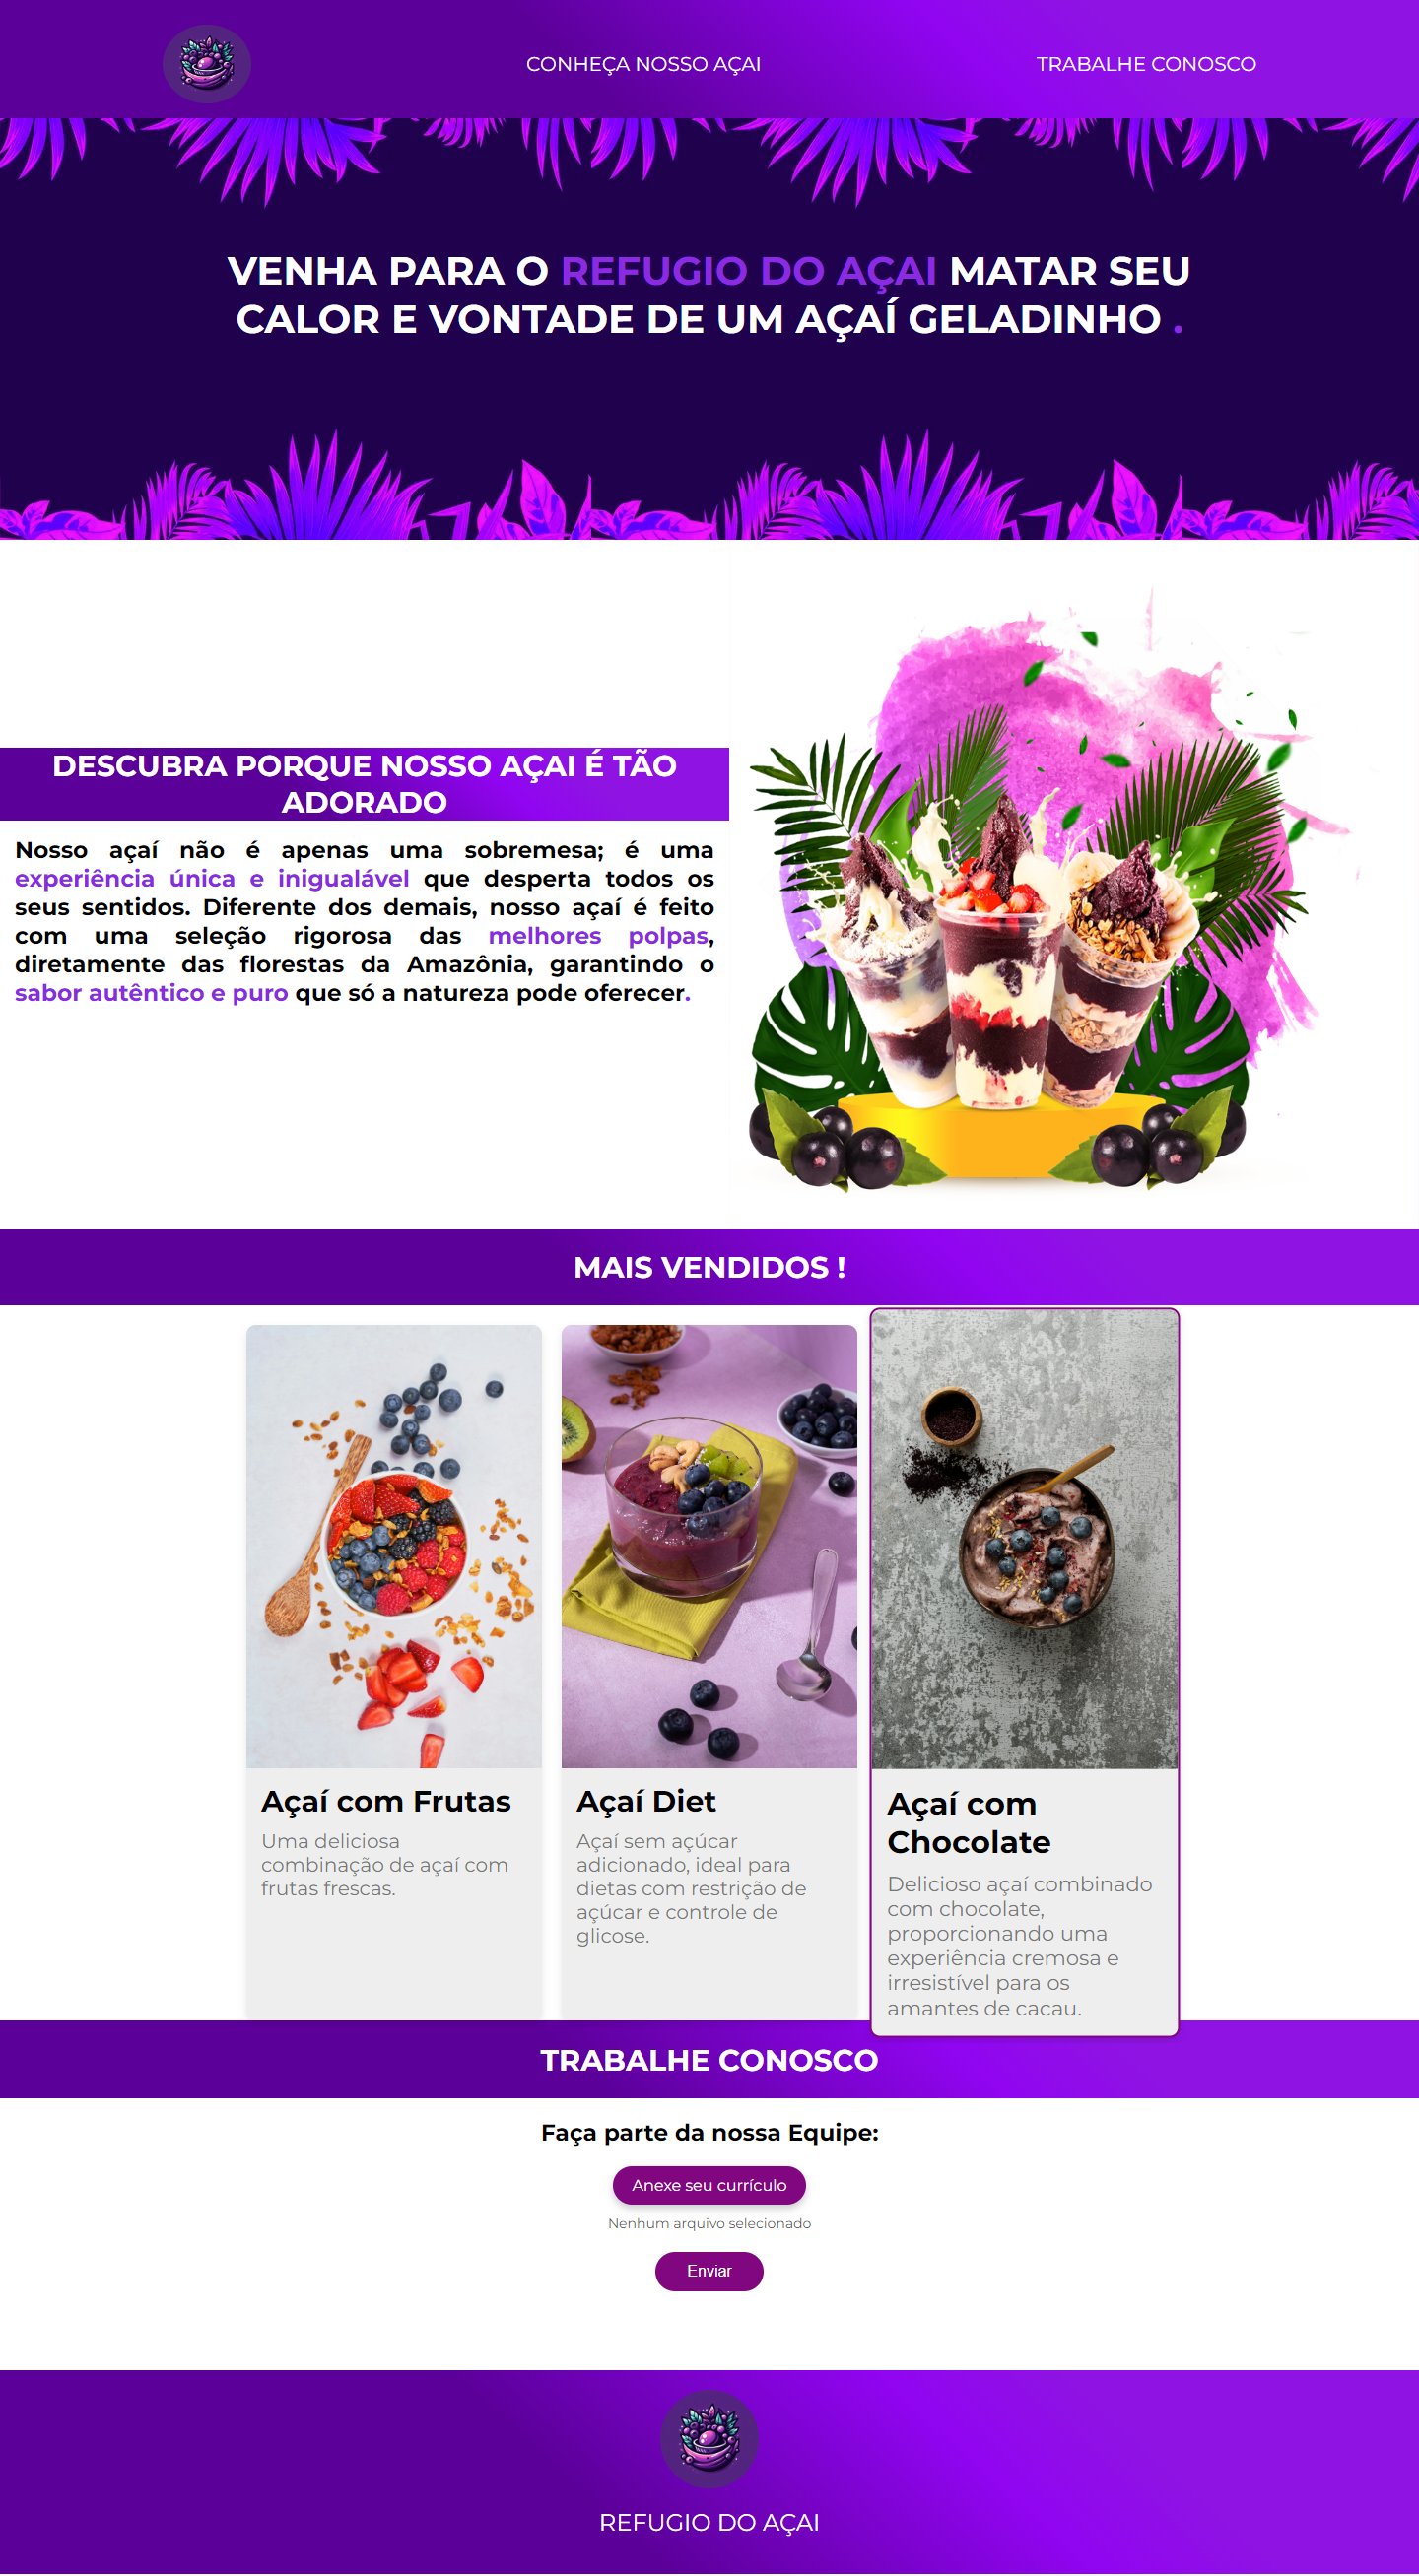 CONHEÇA NOSSO AÇAI
TRABALHE CONOSCO
VENHA PARA O REFUGIO DO AÇAI MATAR SEU
CALOR E VONTADE DE UM AÇAÍ GELADINHO .
DESCUBRA PORQUE NOSSO AÇAI É TÃO
ADORADO
Nosso açaí não é apenas uma sobremesa; é uma
experiência única e inigualável que desperta todos os
seus sentidos. Diferente dos demais, nosso açaí é feito
com uma seleção rigorosa das melhores polpas,
diretamente das florestas da Amazônia, garantindo o
sabor autêntico e puro que só a natureza pode oferecer.
MAIS VENDIDOS !
Açaí com Frutas
Uma deliciosa
combinação de açaí com
frutas frescas.
Açaí Diet
Açaí sem açúcar
adicionado, ideal para
dietas com restrição de
açúcar e controle de
glicose.
Açaí com
Chocolate
Delicioso açaí combinado
com chocolate,
proporcionando uma
experiência cremosa e
irresistível para os
amantes de cacau.
TRABALHE CONOSCO
Faça parte da nossa Equipe:
Anexe seu currículo
Nenhum arquivo selecionado
Enviar
REFUGIO DO AÇAI